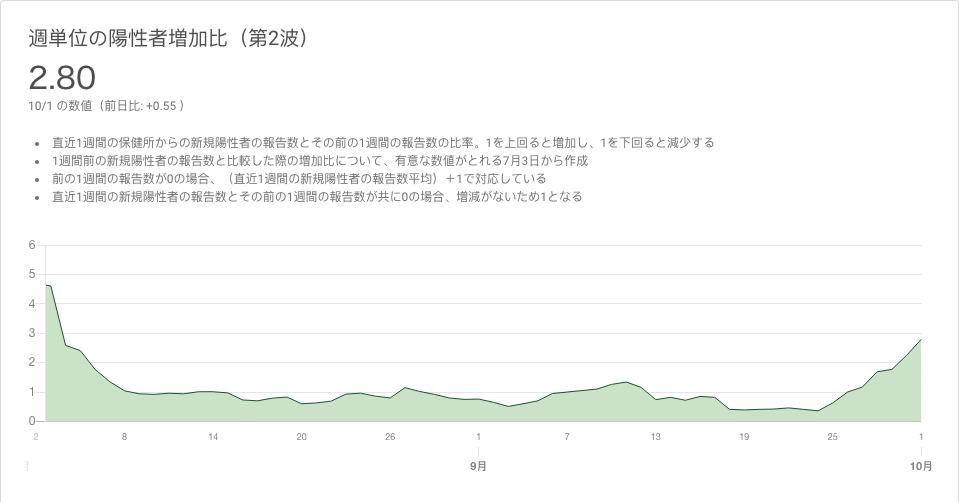 週単位の陽性者増加比（第2波）
2.80
10/1 の数値（前日比: +0.55 ）
直近1週間の保健所からの新規陽性者の報告数とその前の1週間の報告数の比率。1を上回ると増加し、1を下回ると減少する
1週間前の新規陽性者の報告数と比較した際の増加比について、有意な数値がとれる7月3日から作成
前の1週間の報告数が0の場合、（直近1週間の新規陽性者の報告数平均）＋1で対応している
直近1週間の新規陽性者の報告数とその前の1週間の報告数が共に0の場合、増減がないため1となる
6
5
4
3
2
1
0
2 8 14 20 26 1 7 13 19 25 1
9月 10月